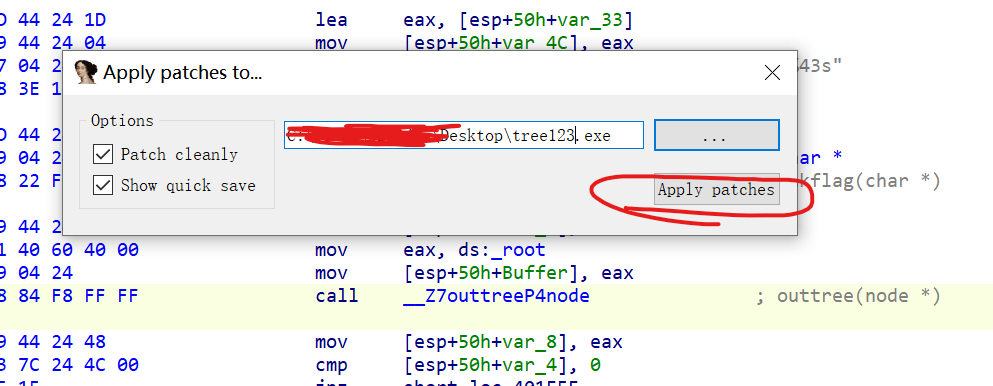 D 44 24 1D lea eax, [esp+50h+var_33]
9 44 24 04 mov [esp+50h+var_4C], eax
7 04 2 43s"
8 3E 1
Apply patches to...
Options
Patch cleanly
Show quick save
\Desktop\tree123.exe
...
Apply patches
D 44 2
9 04 2 ar *
8 22 F kflag(char *)
9 44 2
1 40 60 40 00 mov eax, ds:_root
9 04 24 mov [esp+50h+Buffer], eax
8 84 F8 FF FF call __Z7outtreeP4node ; outtree(node *)
9 44 24 48 mov [esp+50h+var_8], eax
3 7C 24 4C 00 cmp [esp+50h+var_4], 0